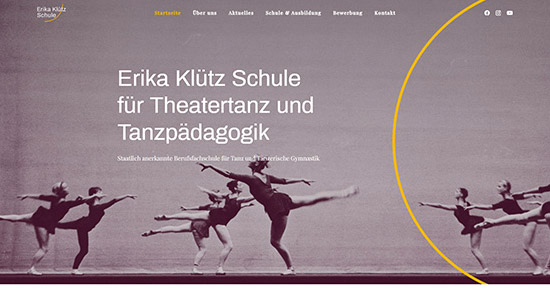 Erika Klütz
Schule
Startseite Über uns Aktuelles Schule & Ausbildung Bewerbung Kontakt
Erika Klütz Schule
für Theatertanz und
Tanzpädagogik
Staatlich anerkannte Berufsfachschule für Tanz und Tänzerische Gymnastik